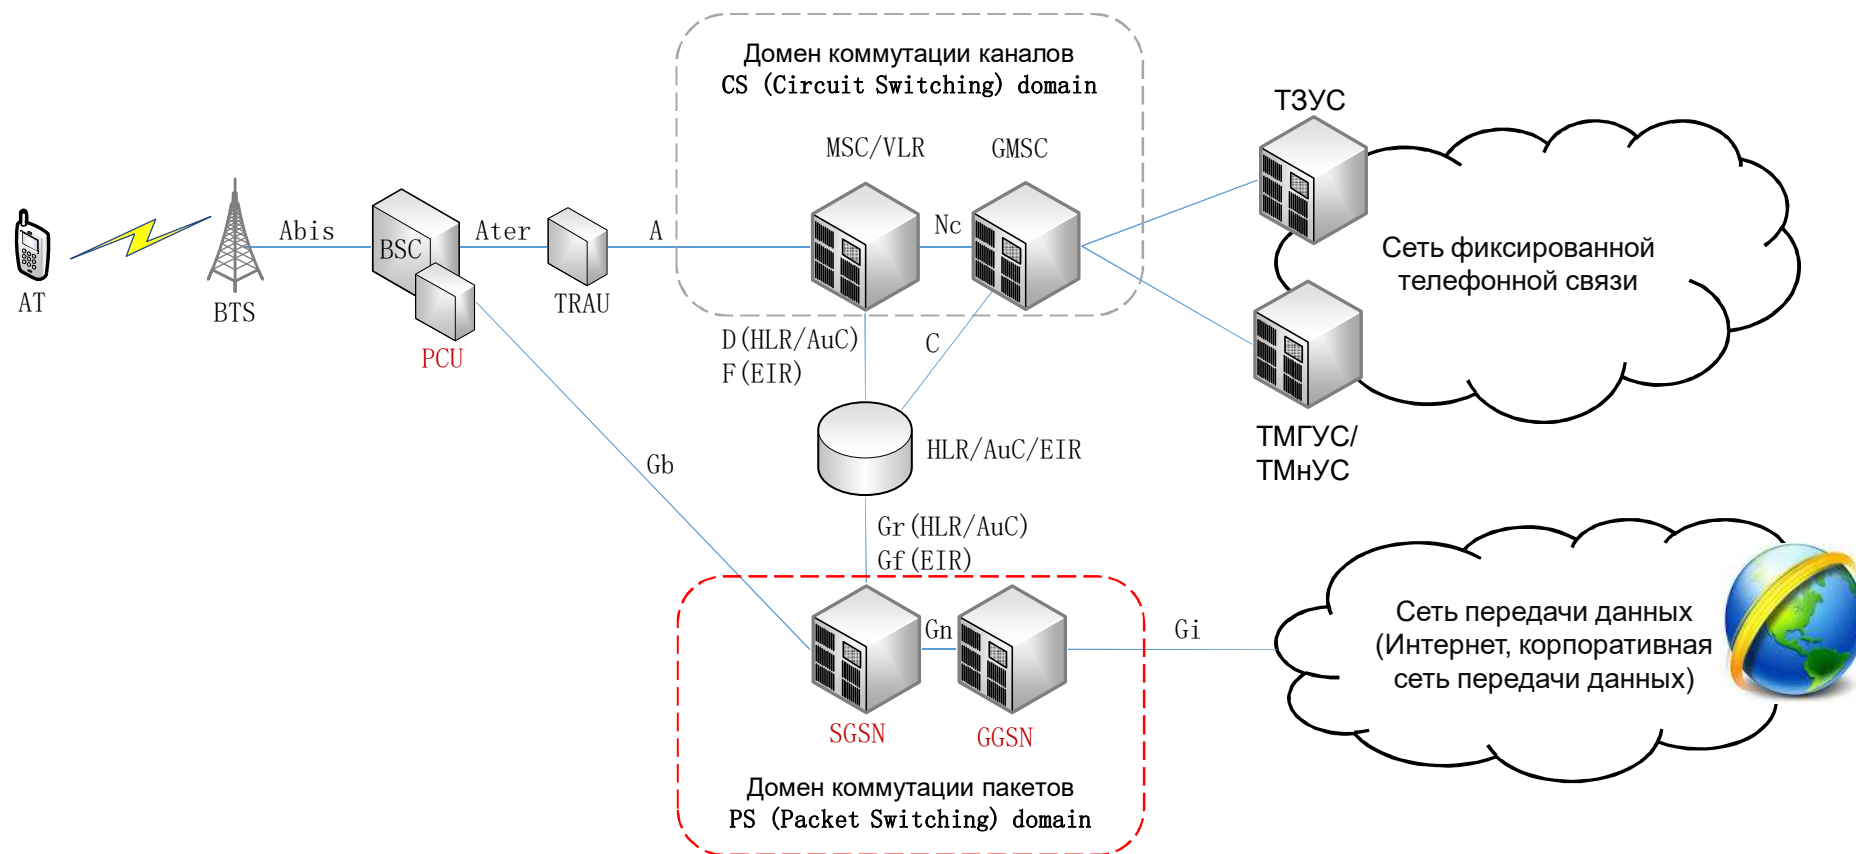 Домен коммутации каналов
CS (Circuit Switching) domain
ТЗУС
MSC/VLR
GMSC
Abis
BSC
Ater
A
Nc
Сеть фиксированной
телефонной связи
AT
BTS
TRAU
PCU
D(HLR/AuC)
F(EIR)
C
HLR/AuC/EIR
ТМГУС/
ТМнУС
Gb
Gr(HLR/AuC)
Gf(EIR)
Gn
Gi
Сеть передачи данных
(Интернет, корпоративная
сеть передачи данных)
SGSN
GGSN
Домен коммутации пакетов
PS (Packet Switching) domain